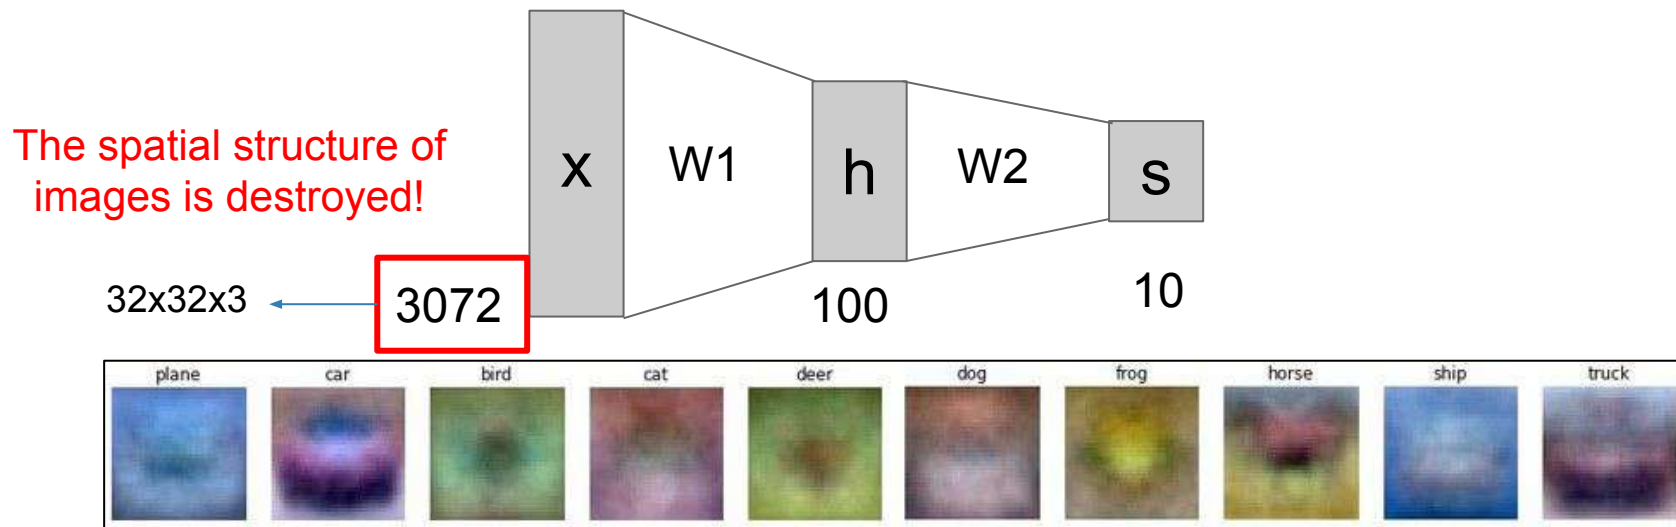 The spatial structure of
images is destroyed!
x
W1
h
W2
s
32x32x3
3072
100
10
plane car bird cat deer dog frog horse ship truck